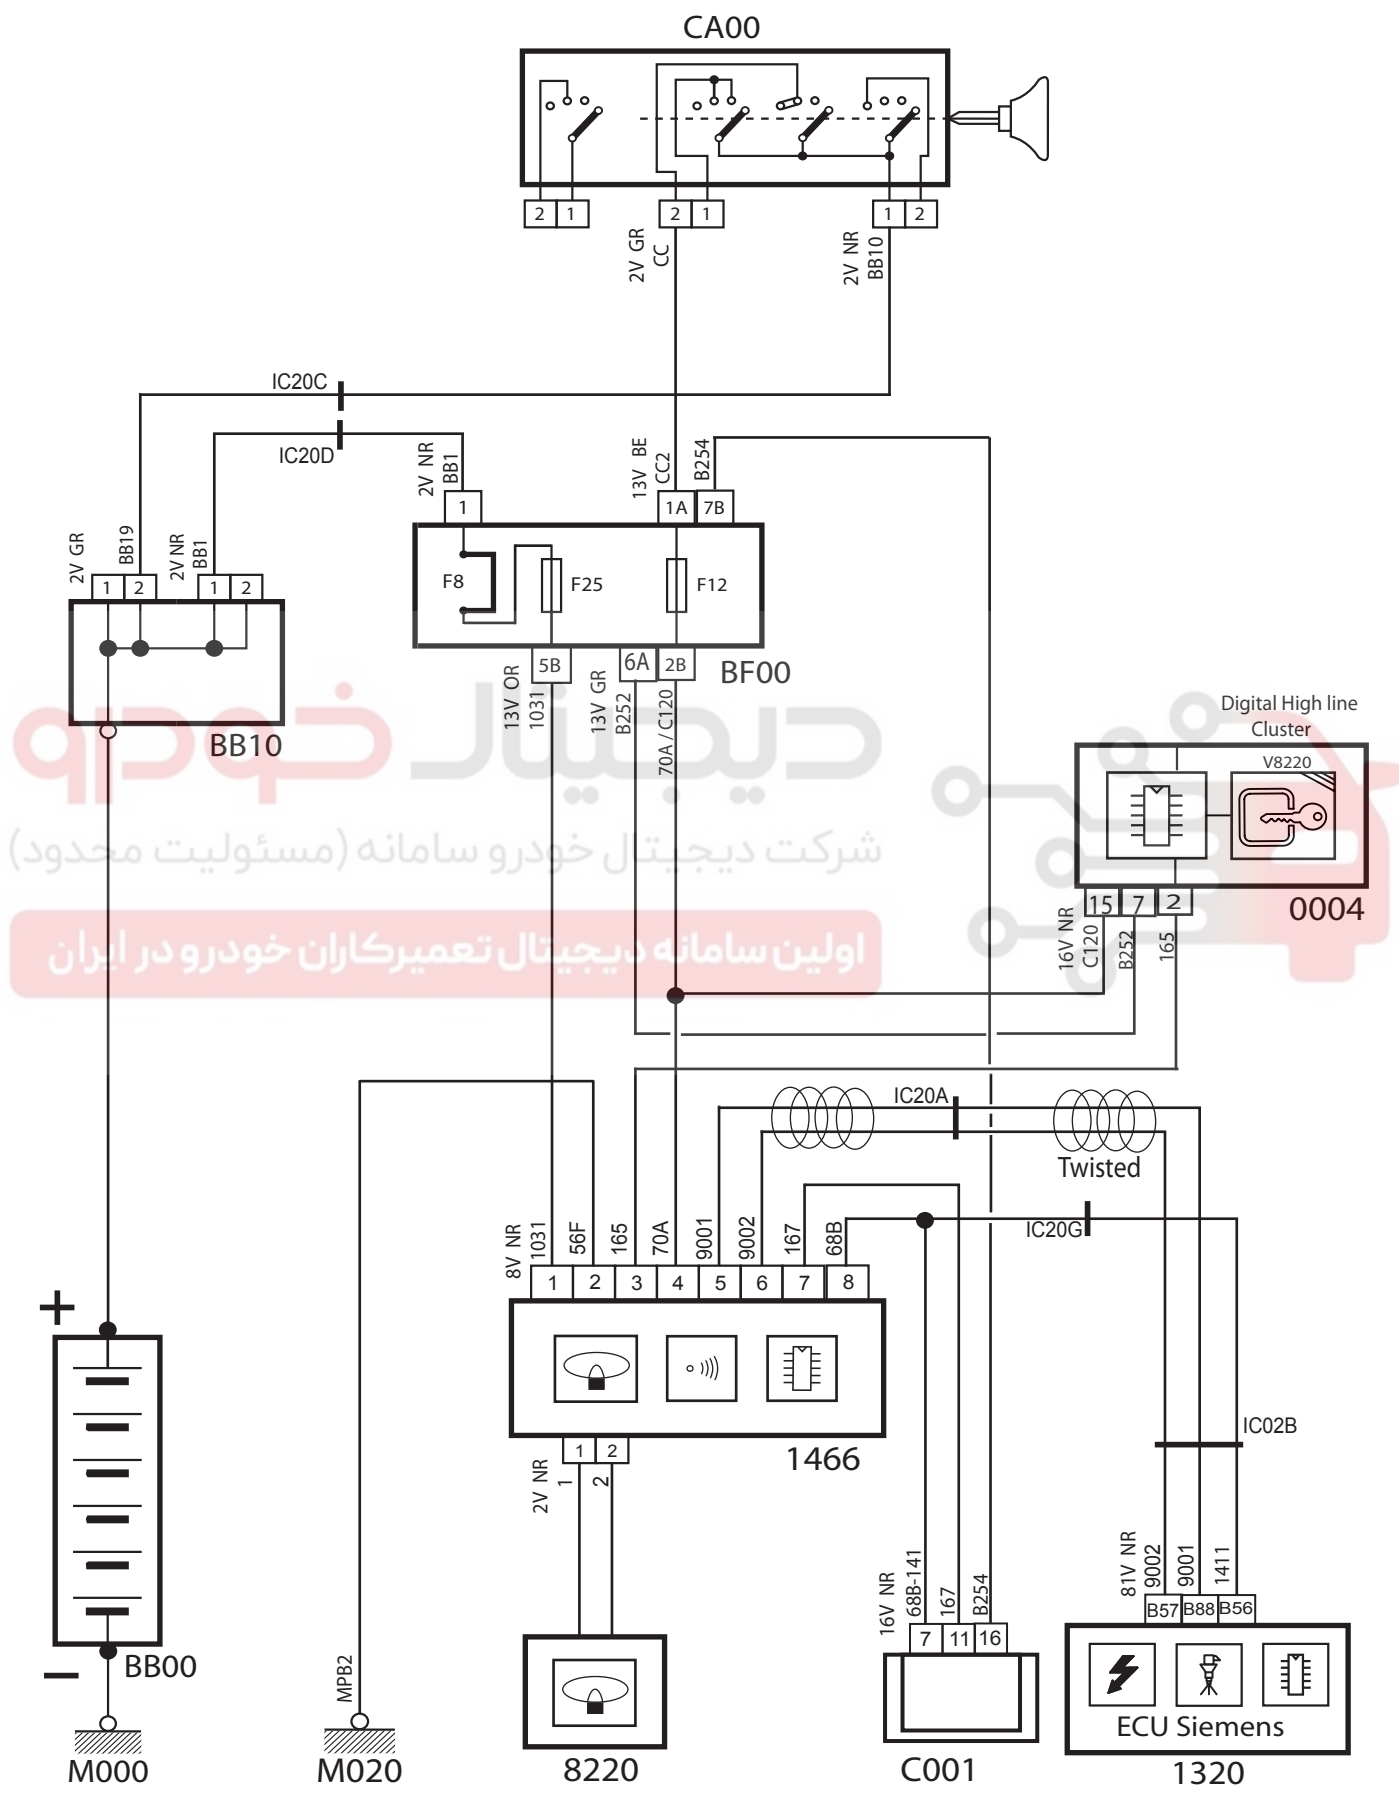 CA00
2 1
2 1
1 2
2V GR
CC
2V NR
BB10
IC20C
IC20D
2V NR
BB1
13V BE
CC2
B254
1
1A 7B
2V GR
BB19
2V NR
BB1
1 2
1 2
F8
F25
F12
5B
6A 2B
BF00
13V OR
1031
13V GR
B252
70A / C120
BB10
دیجیتال خودرو
شرکت دیجیتال خودرو سامانه (مسئولیت محدود)
اولین سامانه دیجیتال تعمیرکاران خودرو در ایران
Digital High line
Cluster
V8220
15 7 2
0004
16V NR
C120
B252
165
IC20A
Twisted
IC20G
8V NR
1031
56F
165
70A
9001
9002
167
68B
1 2 3 4 5 6 7 8
1466
1 2
2V NR
1
2
+
−
BB00
M000
MPB2
M020
8220
16V NR
68B-141
167
B254
7 11 16
C001
IC02B
81V NR
9002
9001
1411
B57 B88 B56
ECU Siemens
1320